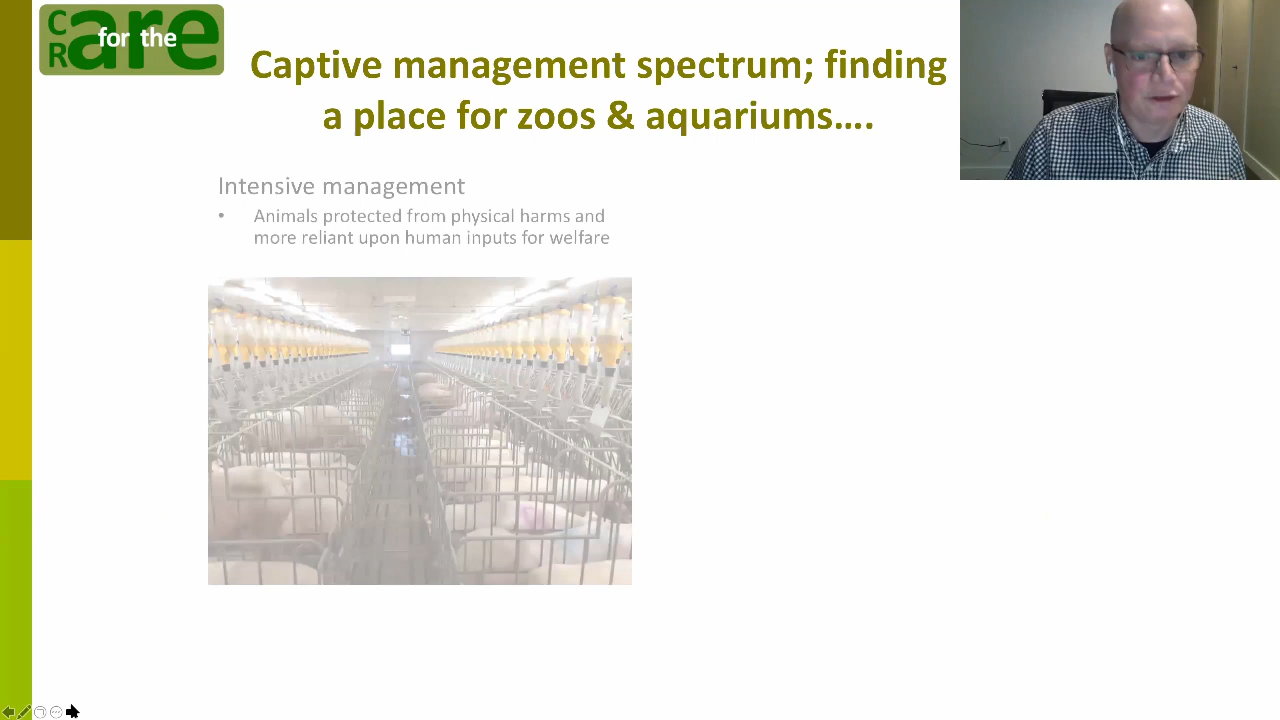 C are
R for the
Captive management spectrum; finding
a place for zoos & aquariums....
Intensive management
• Animals protected from physical harms and
more reliant upon human inputs for welfare